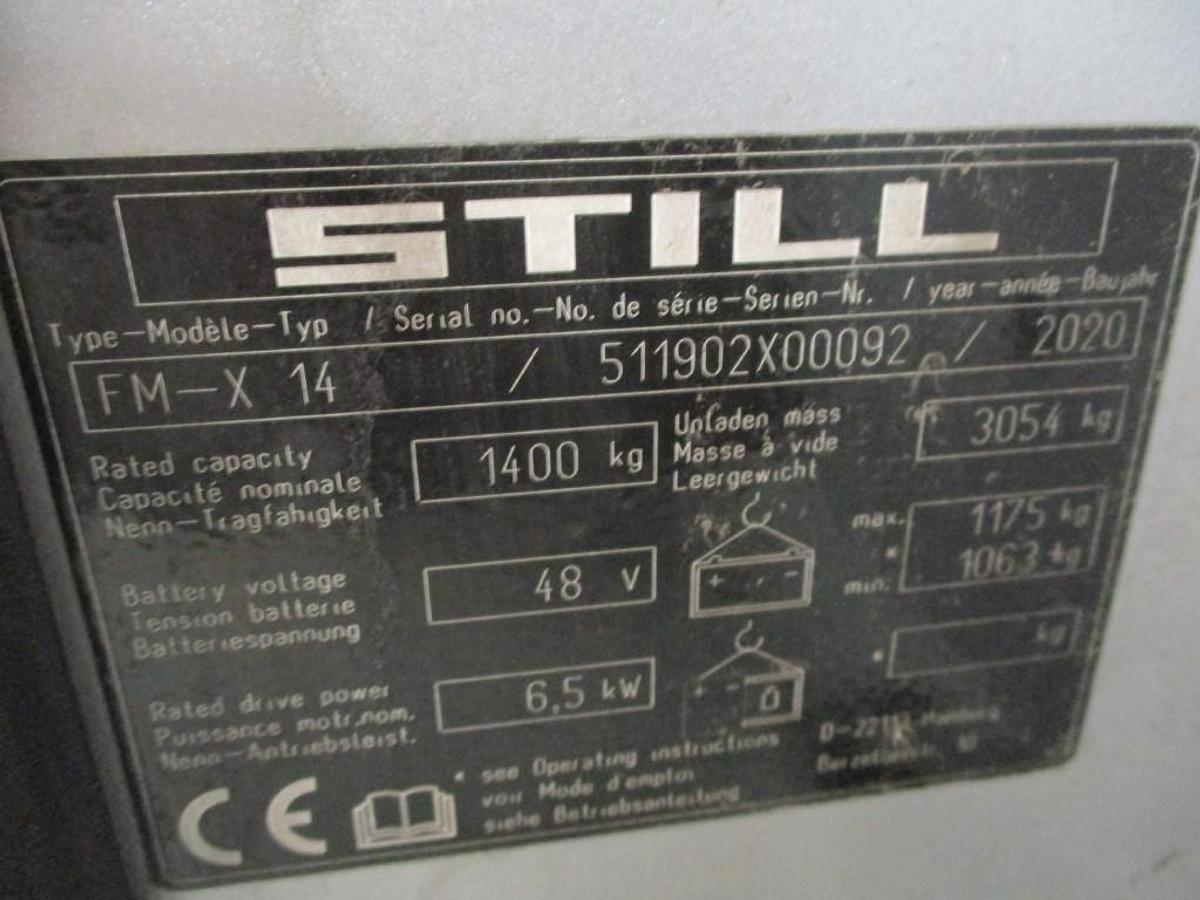 STILL
Type-Modèle-Typ / Serial no.-No. de série-Serien-Nr. / year-année-Baujahr
FM-X 14 / 511902X00092 / 2020
Rated capacity
Capacité nominale
Nenn-Tragfähigkeit
1400 kg
Unladen mass
Masse à vide
Leergewicht
3054 kg
max. 1175 kg
*
min. 1063 kg
Battery voltage
Tension batterie
Batteriespannung
48 V
+ -
* kg
Rated drive power
Puissance motr.nom.
Nenn-Antriebsleist.
6,5 kW
+ -
* see Operating instructions
voir Mode d'emploi
siehe Betriebsanleitung
Hamburg
CE